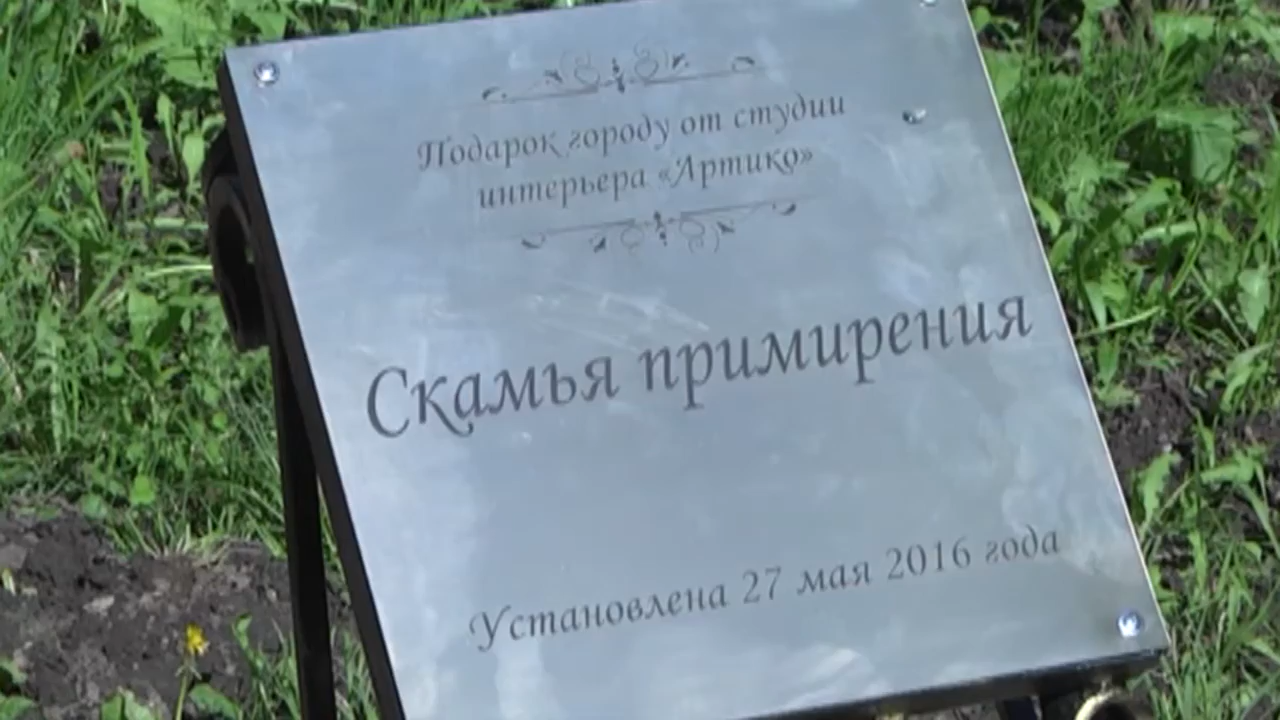 Подарок городу от студии
интерьера «Артико»
Скамья примирения
Установлена 27 мая 2016 года